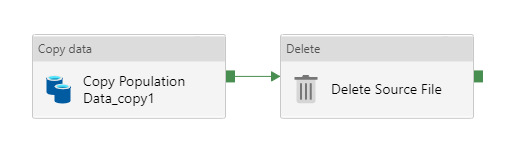 Copy data
Copy Population
Data_copy1
Delete
Delete Source File